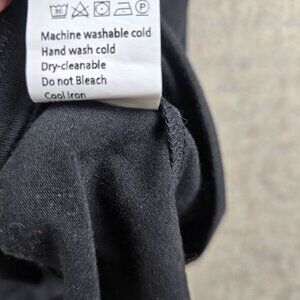 Machine washable cold
Hand wash cold
Dry-cleanable
Do not Bleach
Cool iron